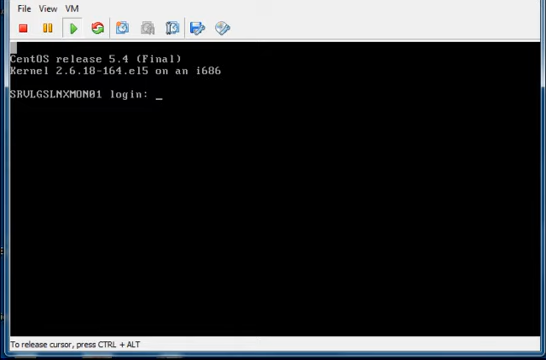 File View VM
CentOS release 5.4 (Final)
Kernel 2.6.18-164.el5 on an i686
SRVLGSLNXMON01 login: _
To release cursor, press CTRL + ALT